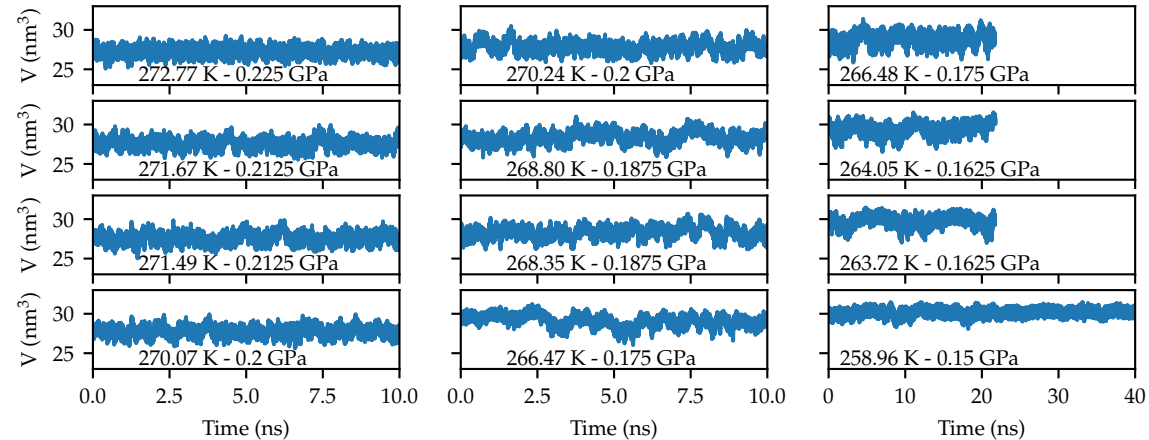 V (nm³)
30
25
272.77 K - 0.225 GPa
270.24 K - 0.2 GPa
266.48 K - 0.175 GPa
V (nm³)
30
25
271.67 K - 0.2125 GPa
268.80 K - 0.1875 GPa
264.05 K - 0.1625 GPa
V (nm³)
30
25
271.49 K - 0.2125 GPa
268.35 K - 0.1875 GPa
263.72 K - 0.1625 GPa
V (nm³)
30
25
270.07 K - 0.2 GPa
266.47 K - 0.175 GPa
258.96 K - 0.15 GPa
0.0 2.5 5.0 7.5 10.0
0.0 2.5 5.0 7.5 10.0
0 10 20 30 40
Time (ns)
Time (ns)
Time (ns)